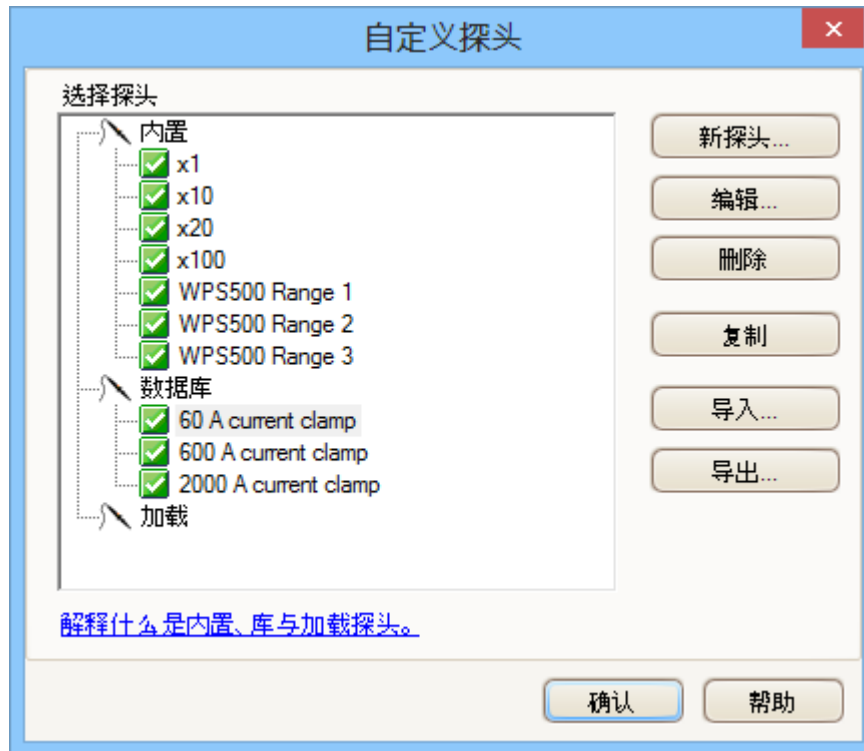 自定义探头
选择探头
内置
x1
x10
x20
x100
WPS500 Range 1
WPS500 Range 2
WPS500 Range 3
数据库
60 A current clamp
600 A current clamp
2000 A current clamp
加载
新探头...
编辑...
删除
复制
导入...
导出...
解释什么是内置、库与加载探头。
确认
帮助